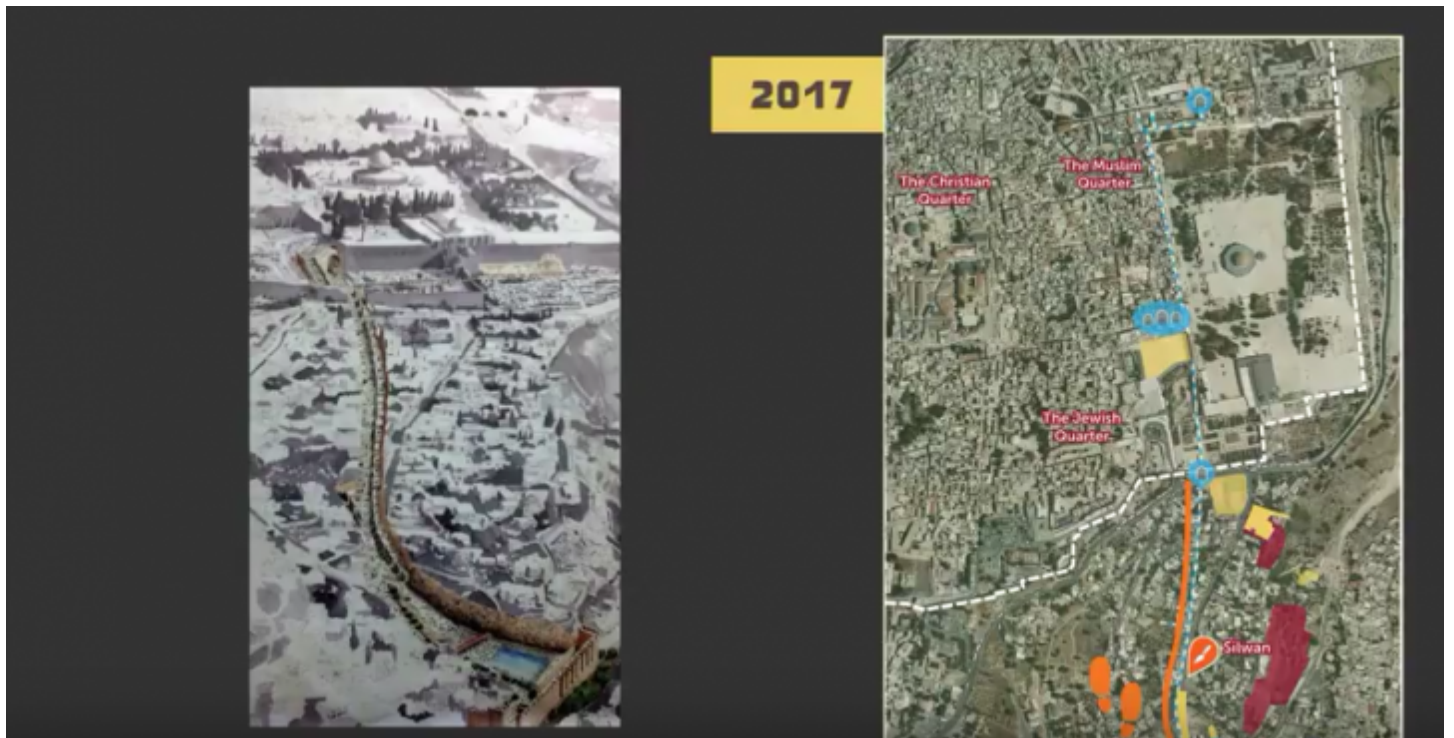 2017
The Muslim
Quarter
The Christian
Quarter
The Jewish
Quarter
Silwan